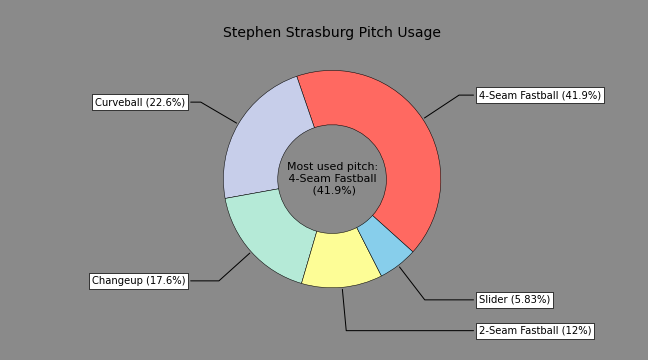 Stephen Strasburg Pitch Usage
4-Seam Fastball (41.9%)
Curveball (22.6%)
Most used pitch:
4-Seam Fastball
(41.9%)
Changeup (17.6%)
Slider (5.83%)
2-Seam Fastball (12%)